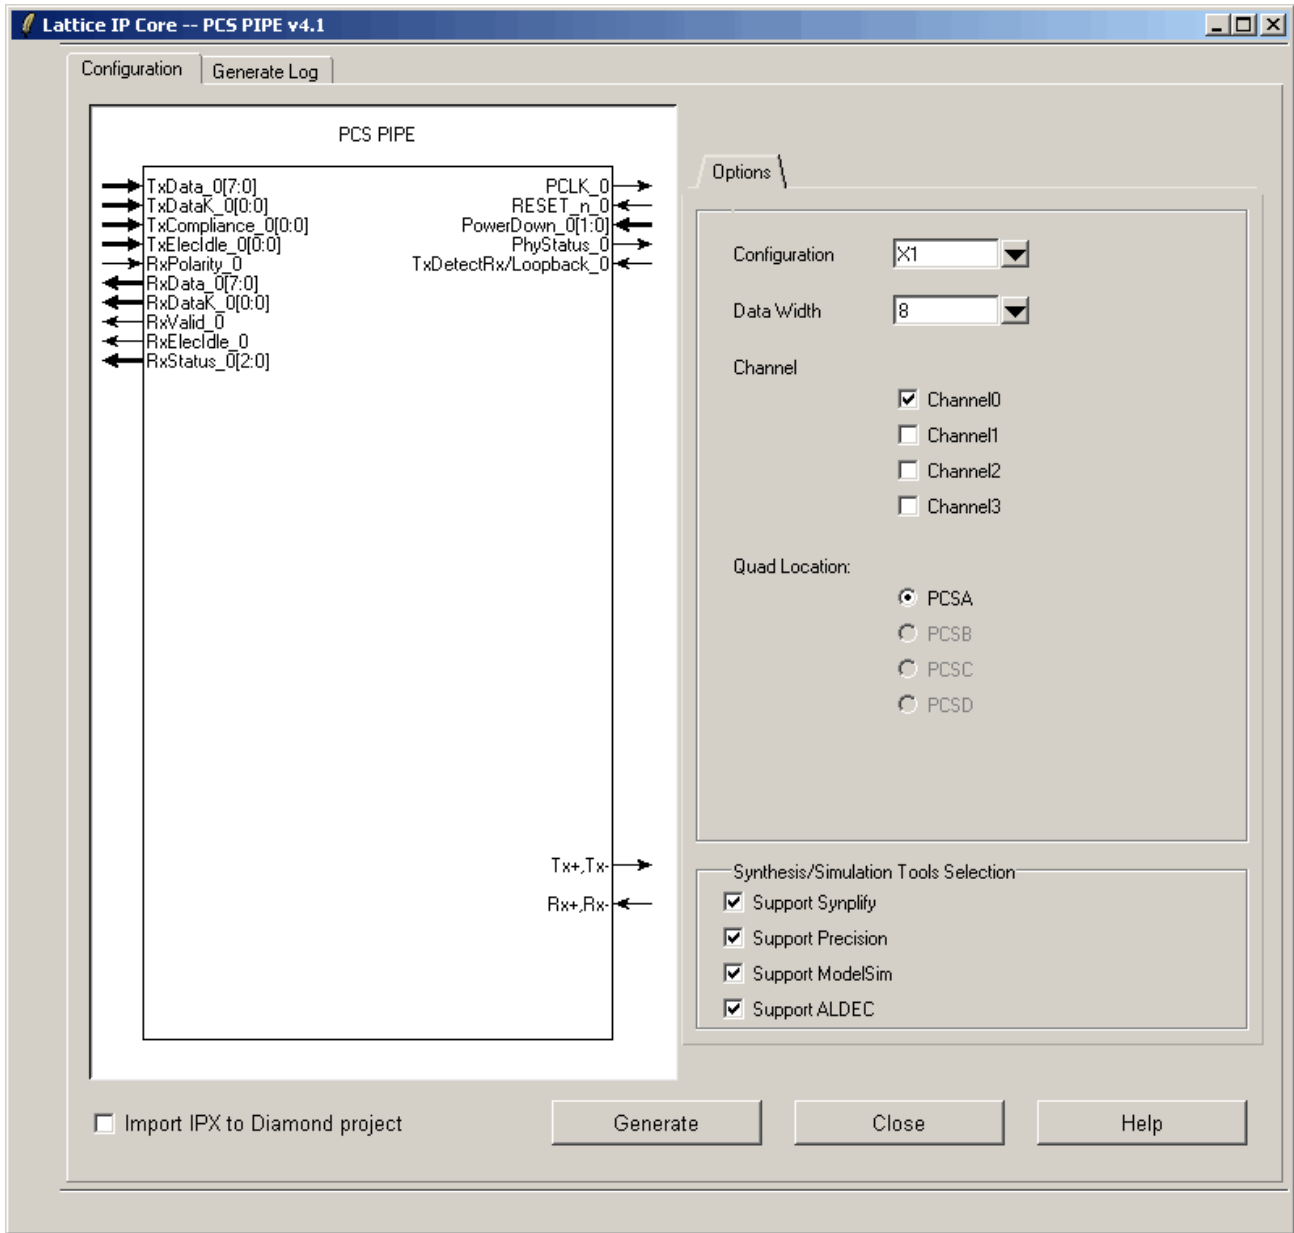 Lattice IP Core -- PCS PIPE v4.1
Configuration
Generate Log
PCS PIPE
TxData_0[7:0]
TxDataK_0[0:0]
TxCompliance_0[0:0]
TxElecIdle_0[0:0]
RxPolarity_0
RxData_0[7:0]
RxDataK_0[0:0]
RxValid_0
RxElecIdle_0
RxStatus_0[2:0]
PCLK_0
RESET_n_0
PowerDown_0[1:0]
PhyStatus_0
TxDetectRx/Loopback_0
Tx+,Tx-
Rx+,Rx-
Options
Configuration X1
Data Width 8
Channel
Channel0
Channel1
Channel2
Channel3
Quad Location:
PCSA
PCSB
PCSC
PCSD
Synthesis/Simulation Tools Selection
Support Synplify
Support Precision
Support ModelSim
Support ALDEC
Import IPX to Diamond project
Generate
Close
Help